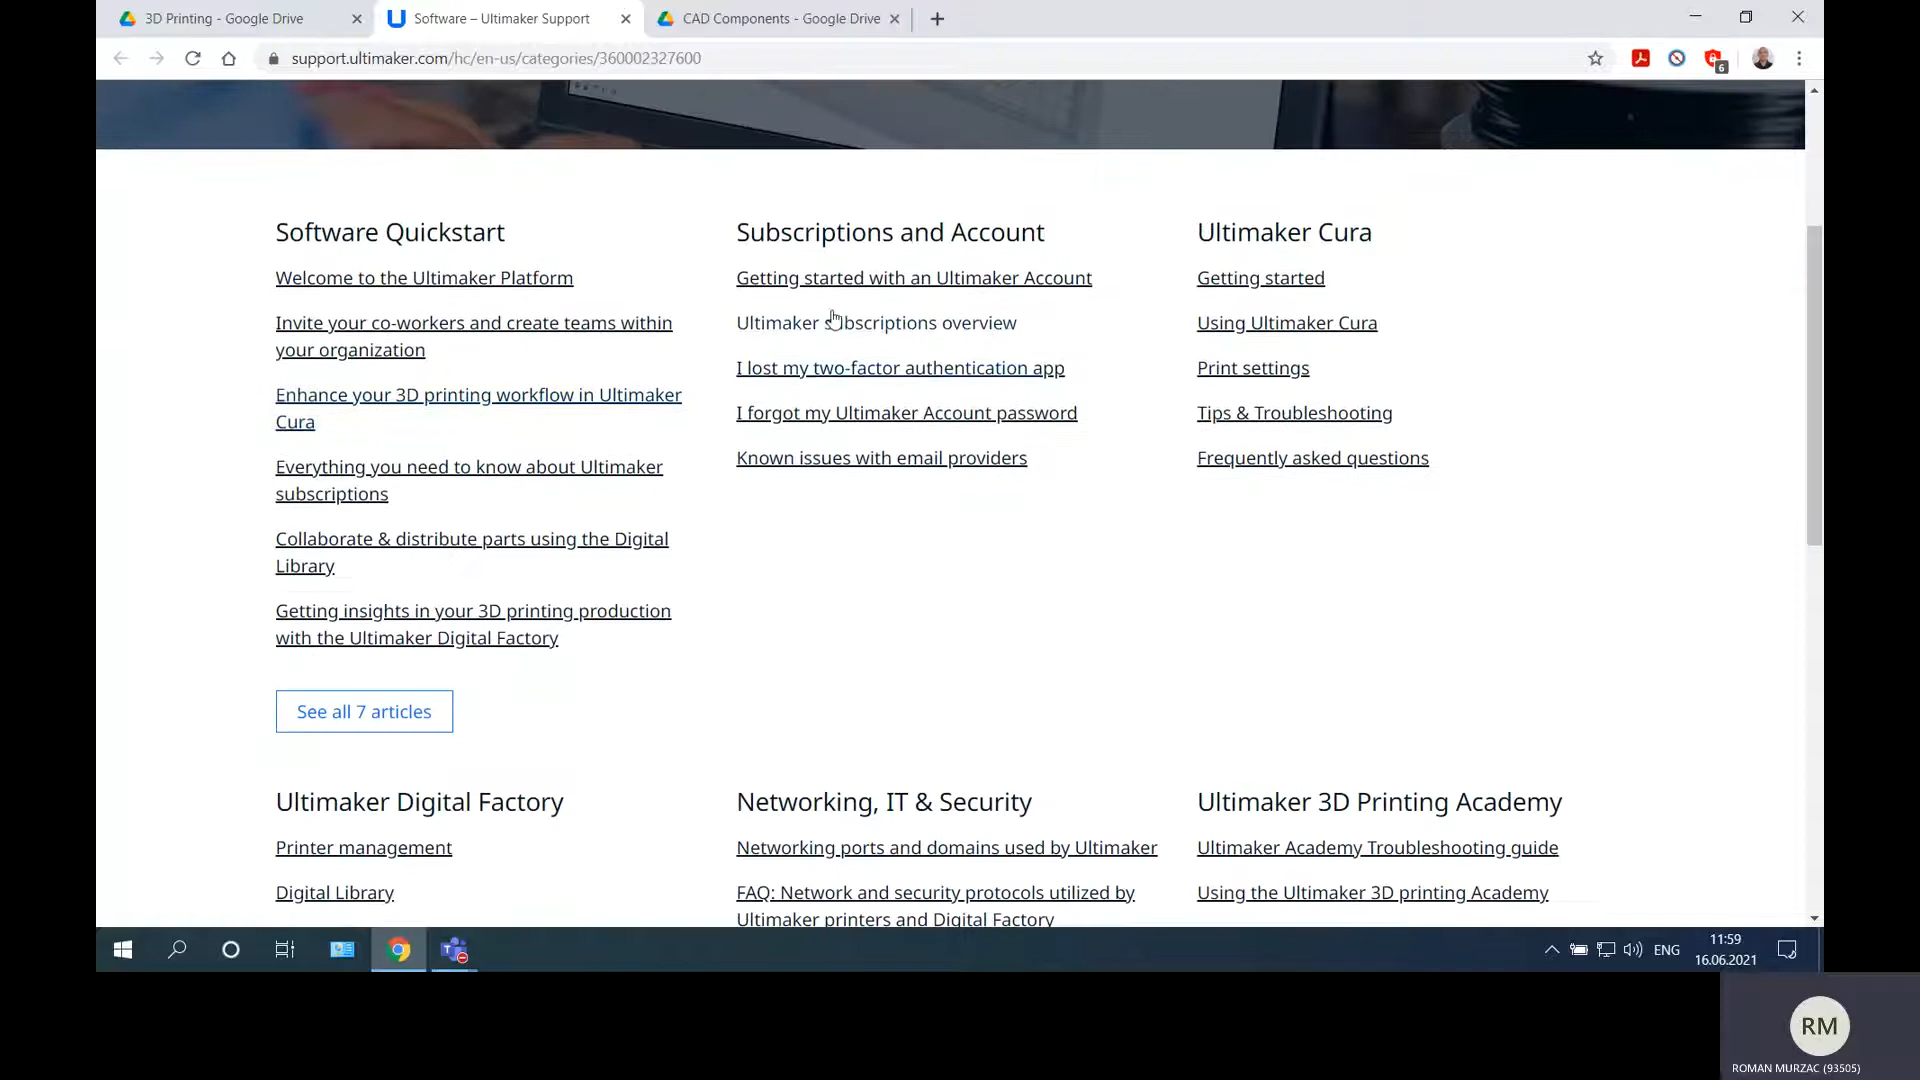 3D Printing - Google Drive
Software – Ultimaker Support
CAD Components - Google Drive
support.ultimaker.com/hc/en-us/categories/360002327600
6
Software Quickstart
Welcome to the Ultimaker Platform
Invite your co-workers and create teams within
your organization
Enhance your 3D printing workflow in Ultimaker
Cura
Everything you need to know about Ultimaker
subscriptions
Collaborate & distribute parts using the Digital
Library
Getting insights in your 3D printing production
with the Ultimaker Digital Factory
See all 7 articles
Subscriptions and Account
Getting started with an Ultimaker Account
Ultimaker subscriptions overview
I lost my two-factor authentication app
I forgot my Ultimaker Account password
Known issues with email providers
Ultimaker Cura
Getting started
Using Ultimaker Cura
Print settings
Tips & Troubleshooting
Frequently asked questions
Ultimaker Digital Factory
Printer management
Digital Library
Networking, IT & Security
Networking ports and domains used by Ultimaker
FAQ: Network and security protocols utilized by
Ultimaker printers and Digital Factory
Ultimaker 3D Printing Academy
Ultimaker Academy Troubleshooting guide
Using the Ultimaker 3D printing Academy
ENG
11:59
16.06.2021
RM
ROMAN MURZAC (93505)